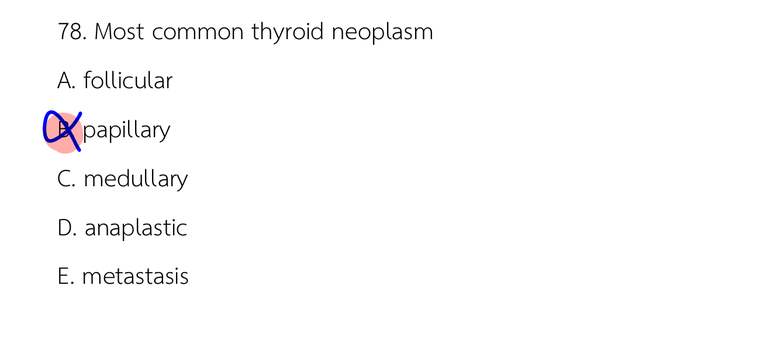 78. Most common thyroid neoplasm
A. follicular
B. papillary
C. medullary
D. anaplastic
E. metastasis